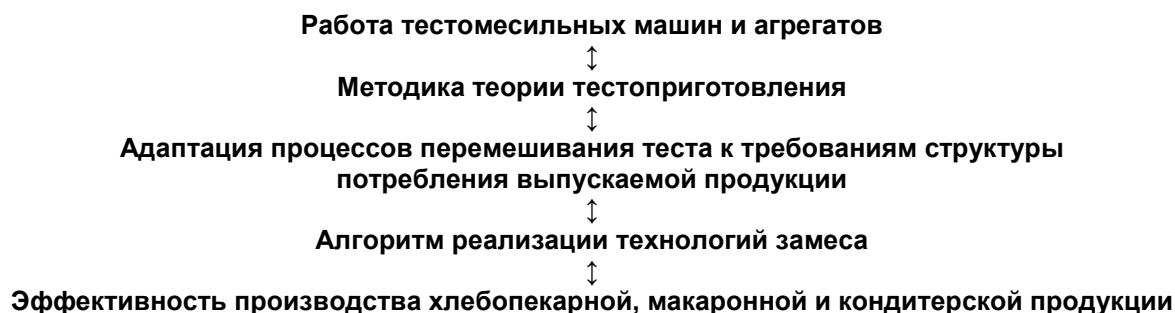 Работа тестомесильных машин и агрегатов
↕
Методика теории тестоприготовления
↕
Адаптация процессов перемешивания теста к требованиям структуры
потребления выпускаемой продукции
↕
Алгоритм реализации технологий замеса
↕
Эффективность производства хлебопекарной, макаронной и кондитерской продукции